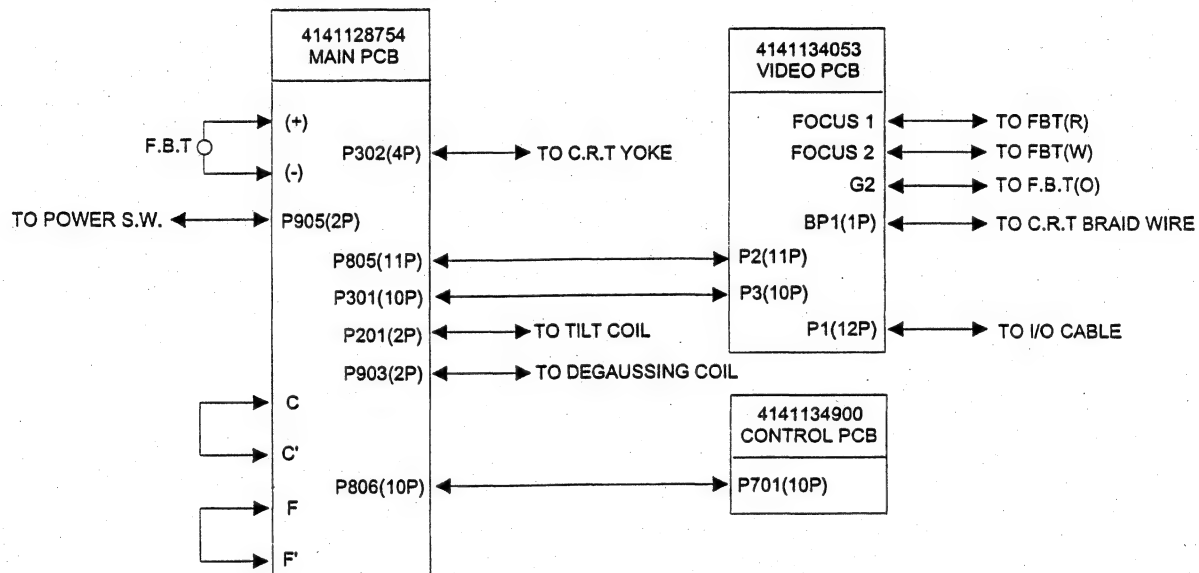 4141128754
MAIN PCB
F.B.T
(+)
(-)
P302(4P)
TO C.R.T YOKE
TO POWER S.W.
P905(2P)
P805(11P)
P301(10P)
P201(2P)
TO TILT COIL
P903(2P)
TO DEGAUSSING COIL
C
C'
P806(10P)
F
F'
4141134053
VIDEO PCB
FOCUS 1
TO FBT(R)
FOCUS 2
TO FBT(W)
G2
TO F.B.T(O)
BP1(1P)
TO C.R.T BRAID WIRE
P2(11P)
P3(10P)
P1(12P)
TO I/O CABLE
4141134900
CONTROL PCB
P701(10P)